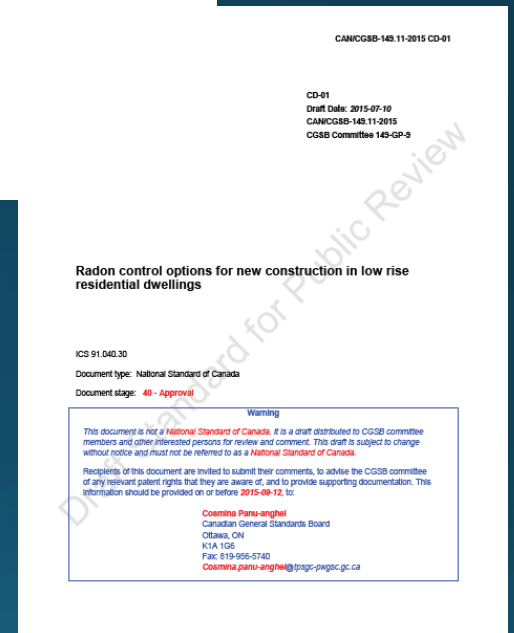 CAN/CGSB-149.11-2015 CD-01
CD-01
Draft Date: 2015-07-10
CAN/CGSB-149.11-2015
CGSB Committee 149-GP-9
Draft Standard for Public Review
Radon control options for new construction in low rise
residential dwellings
ICS 91.040.30
Document type: National Standard of Canada
Document stage: 40 - Approval
Warning
This document is not a National Standard of Canada. It is a draft distributed to CGSB committee
members and other interested persons for review and comment. This draft is subject to change
without notice and must not be referred to as a National Standard of Canada.
Recipients of this document are invited to submit their comments, to advise the CGSB committee
of any relevant patent rights that they are aware of, and to provide supporting documentation. This
information should be provided on or before 2015-09-12, to:
Cosmina Panu-anghel
Canadian General Standards Board
Ottawa, ON
K1A 1G6
Fax: 819-956-5740
Cosmina.panu-anghel@tpsgc-pwgsc.gc.ca